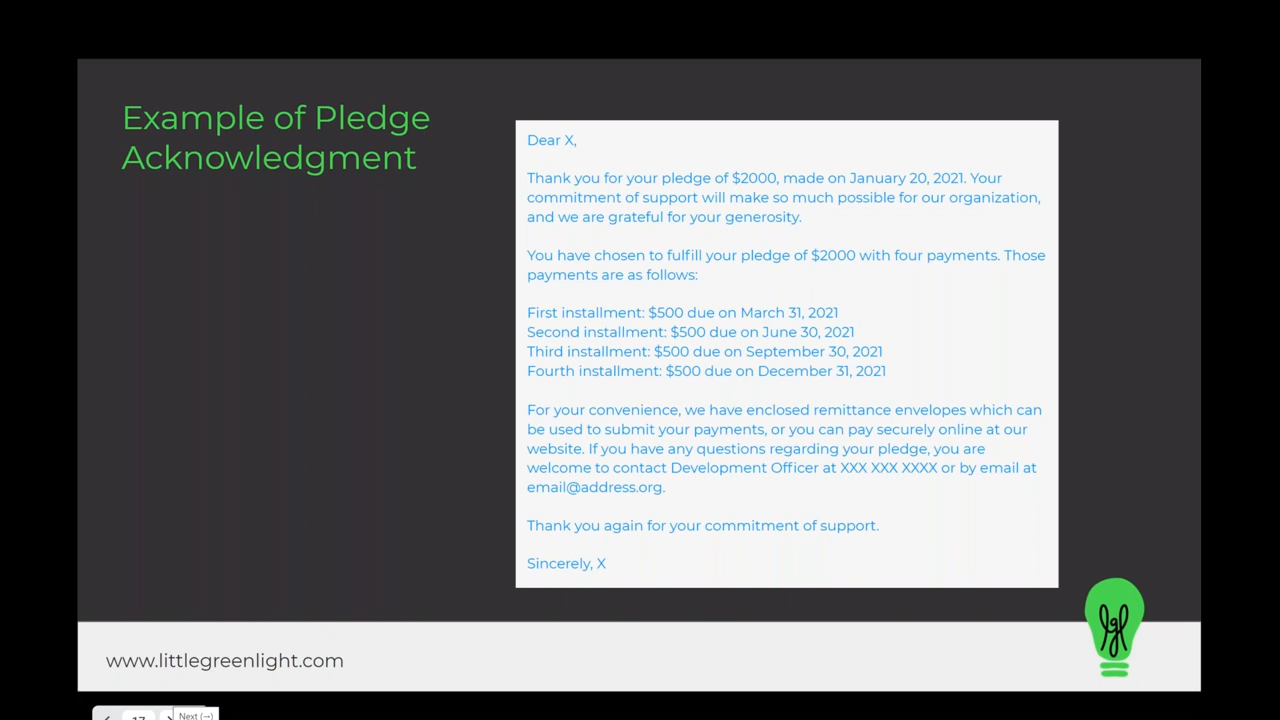 Example of Pledge
Acknowledgment
Dear X,
Thank you for your pledge of $2000, made on January 20, 2021. Your
commitment of support will make so much possible for our organization,
and we are grateful for your generosity.
You have chosen to fulfill your pledge of $2000 with four payments. Those
payments are as follows:
First installment: $500 due on March 31, 2021
Second installment: $500 due on June 30, 2021
Third installment: $500 due on September 30, 2021
Fourth installment: $500 due on December 31, 2021
For your convenience, we have enclosed remittance envelopes which can
be used to submit your payments, or you can pay securely online at our
website. If you have any questions regarding your pledge, you are
welcome to contact Development Officer at XXX XXX XXXX or by email at
email@address.org.
Thank you again for your commitment of support.
Sincerely, X
lgl
www.littlegreenlight.com
17
Next (→)